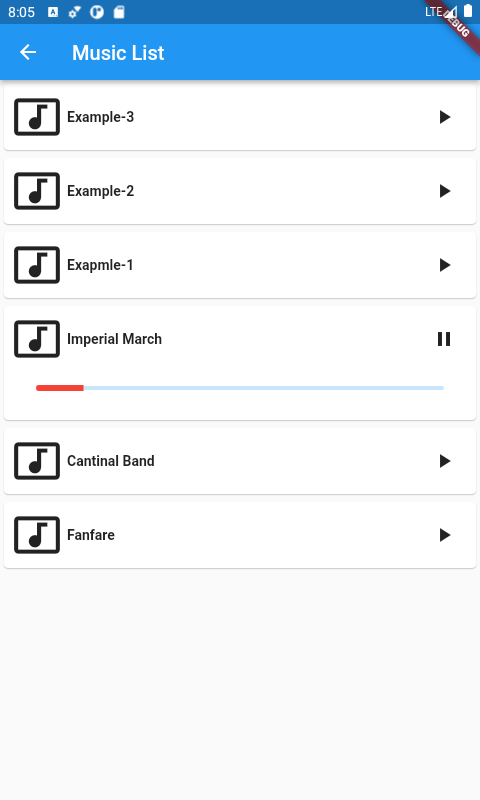 8:05
LTE
DEBUG
Music List
Example-3
Example-2
Exapmle-1
Imperial March
Cantinal Band
Fanfare